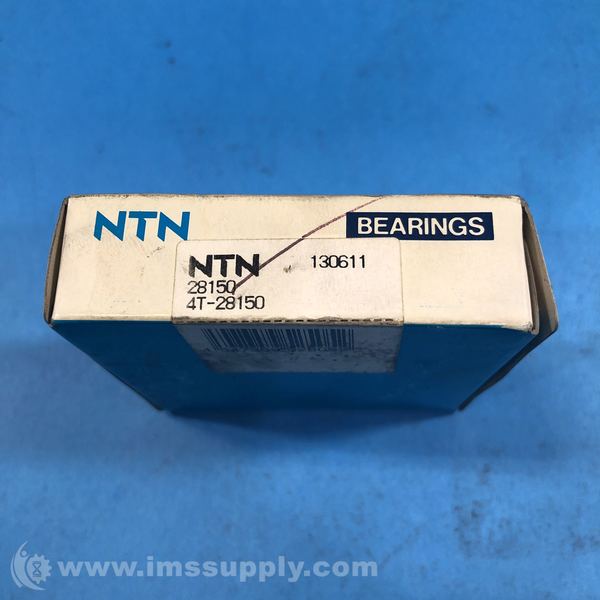 NTN BEARINGS
NTN 130611
28150
4T-28150
www.imssupply.com